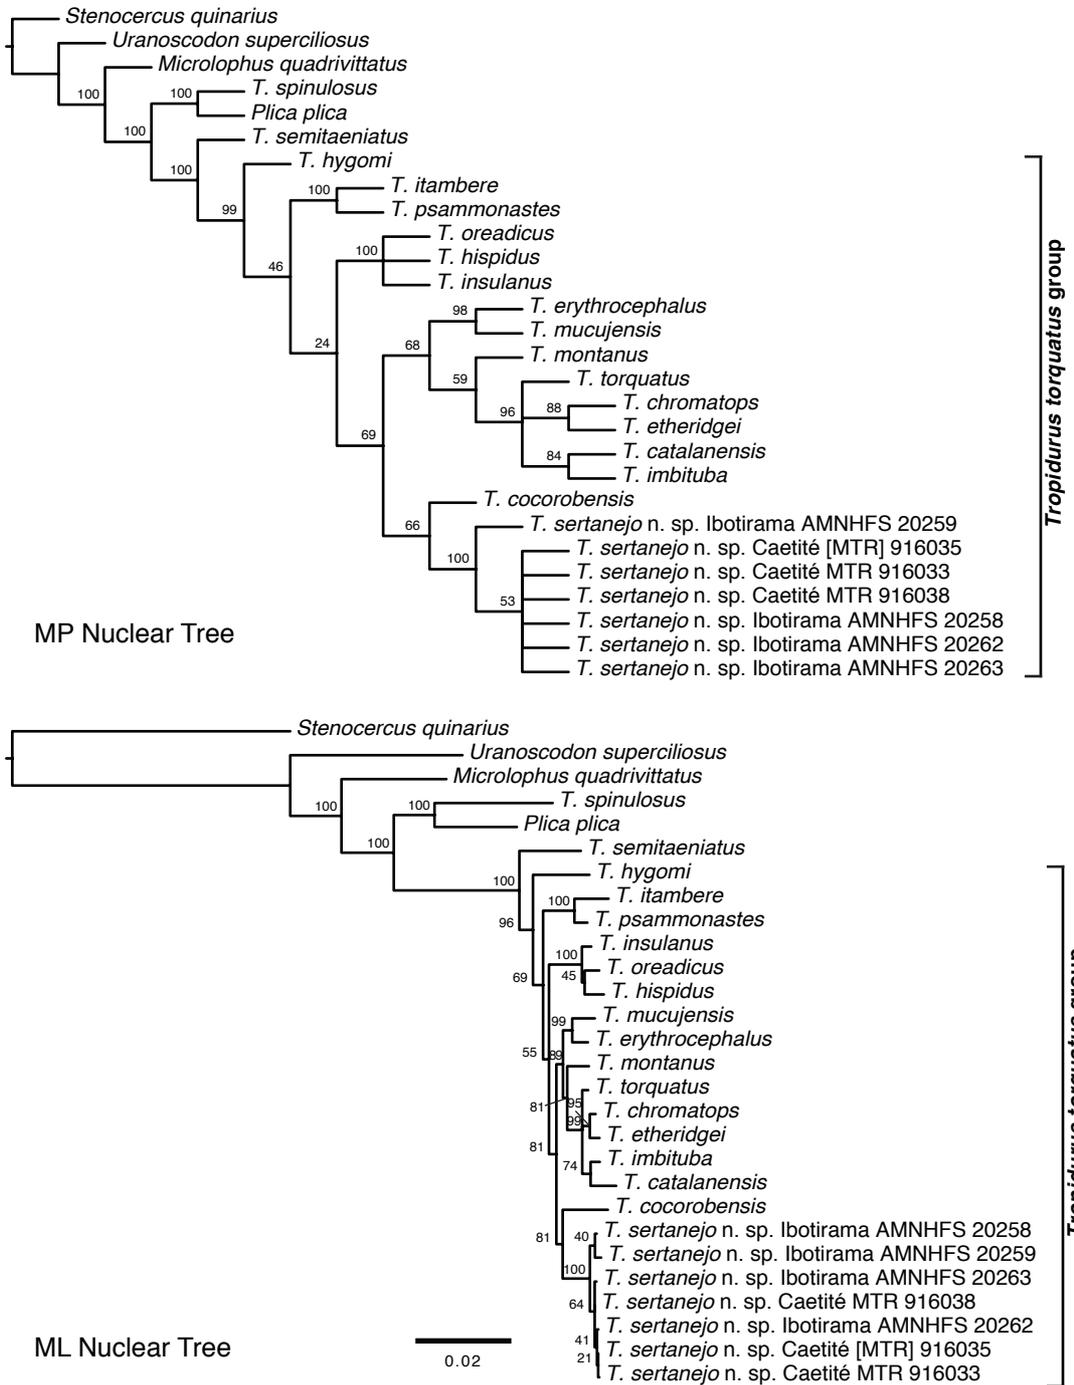 Stenocercus quinarius
Uranoscodon superciliosus
Microlophus quadrivittatus
100
T. spinulosus
100
Plica plica
100
T. semitaeniatus
100
T. hygomi
99
T. itambere
100
T. psammonastes
46
T. oreadicus
100
T. hispidus
T. insulanus
24
T. erythrocephalus
98
T. mucujensis
68
T. montanus
59
T. torquatus
96
T. chromatops
88
T. etheridgei
69
T. catalanensis
84
T. imbituba
T. cocorobensis
66
T. sertanejo n. sp. Ibotirama AMNHFS 20259
100
T. sertanejo n. sp. Caetité [MTR] 916035
T. sertanejo n. sp. Caetité MTR 916033
T. sertanejo n. sp. Caetité MTR 916038
53
T. sertanejo n. sp. Ibotirama AMNHFS 20258
T. sertanejo n. sp. Ibotirama AMNHFS 20262
T. sertanejo n. sp. Ibotirama AMNHFS 20263
Tropidurus torquatus group
MP Nuclear Tree
Stenocercus quinarius
Uranoscodon superciliosus
Microlophus quadrivittatus
100
T. spinulosus
100
Plica plica
100
T. semitaeniatus
100
T. hygomi
96
T. itambere
100
T. psammonastes
69
T. insulanus
100
T. oreadicus
45
T. hispidus
T. mucujensis
99
T. erythrocephalus
55
89
T. montanus
81
T. torquatus
95
T. chromatops
99
T. etheridgei
81
T. imbituba
74
T. catalanensis
T. cocorobensis
81
T. sertanejo n. sp. Ibotirama AMNHFS 20258
40
T. sertanejo n. sp. Ibotirama AMNHFS 20259
100
T. sertanejo n. sp. Ibotirama AMNHFS 20263
64
T. sertanejo n. sp. Caetité MTR 916038
T. sertanejo n. sp. Ibotirama AMNHFS 20262
41
T. sertanejo n. sp. Caetité [MTR] 916035
21
T. sertanejo n. sp. Caetité MTR 916033
Tropidurus torquatus group
ML Nuclear Tree
0.02